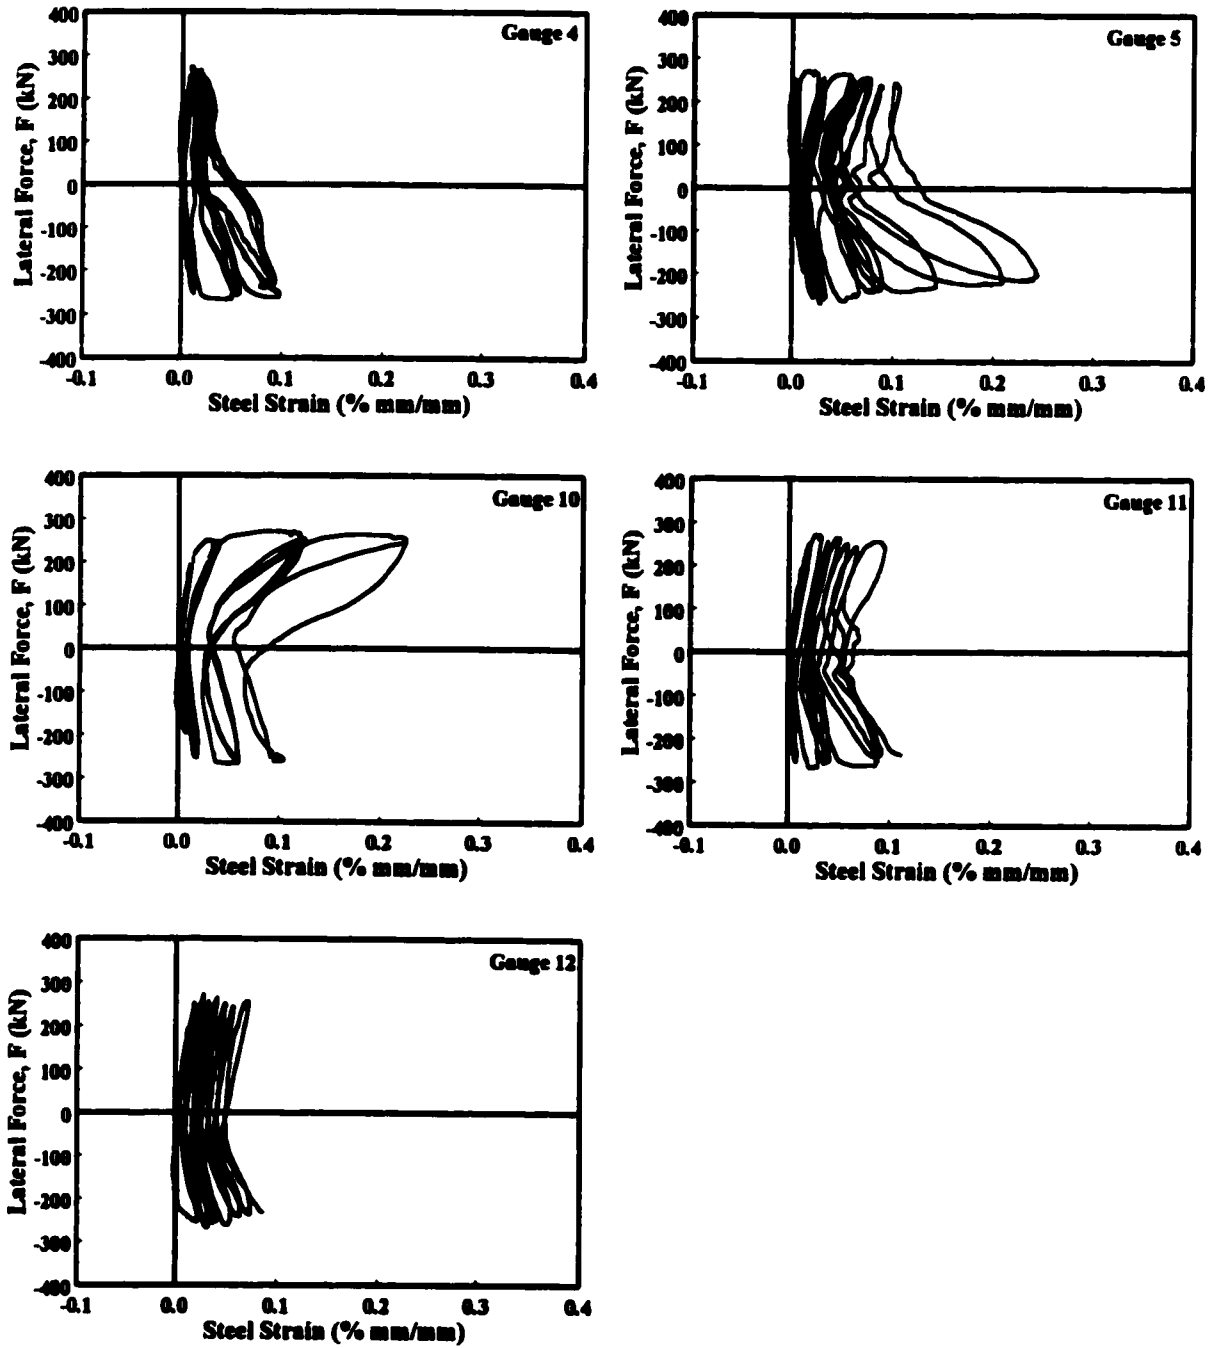 Gauge 4
Lateral Force, F (kN)
400
300
200
100
0
-100
-200
-300
-400
-0.1 0.0 0.1 0.2 0.3 0.4
Steel Strain (% mm/mm)
Gauge 5
Lateral Force, F (kN)
400
300
200
100
0
-100
-200
-300
-400
-0.1 0.0 0.1 0.2 0.3 0.4
Steel Strain (% mm/mm)
Gauge 10
Lateral Force, F (kN)
400
300
200
100
0
-100
-200
-300
-400
-0.1 0.0 0.1 0.2 0.3 0.4
Steel Strain (% mm/mm)
Gauge 11
Lateral Force, F (kN)
400
300
200
100
0
-100
-200
-300
-400
-0.1 0.0 0.1 0.2 0.3 0.4
Steel Strain (% mm/mm)
Gauge 12
Lateral Force, F (kN)
400
300
200
100
0
-100
-200
-300
-400
-0.1 0.0 0.1 0.2 0.3 0.4
Steel Strain (% mm/mm)